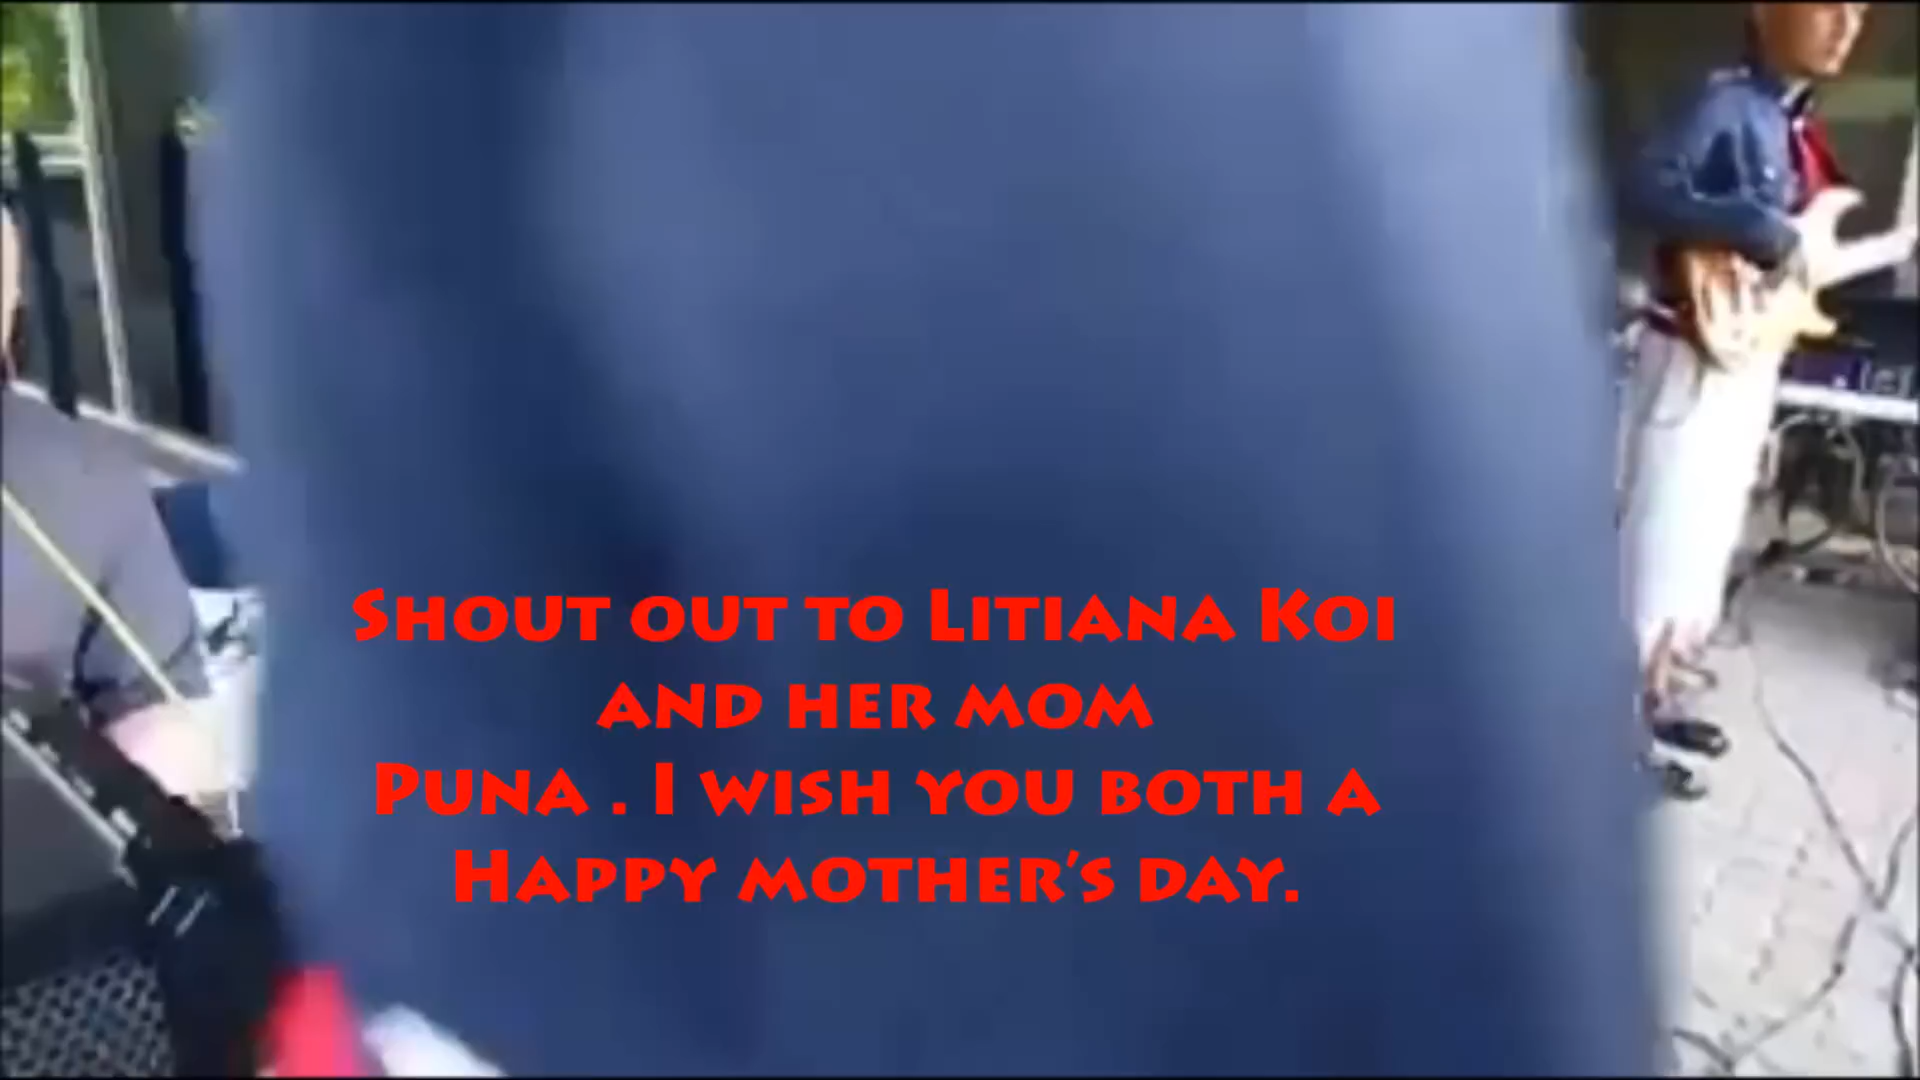 Shout out to Litiana Koi
and her mom
Puna . I wish you both a
Happy mother's day.